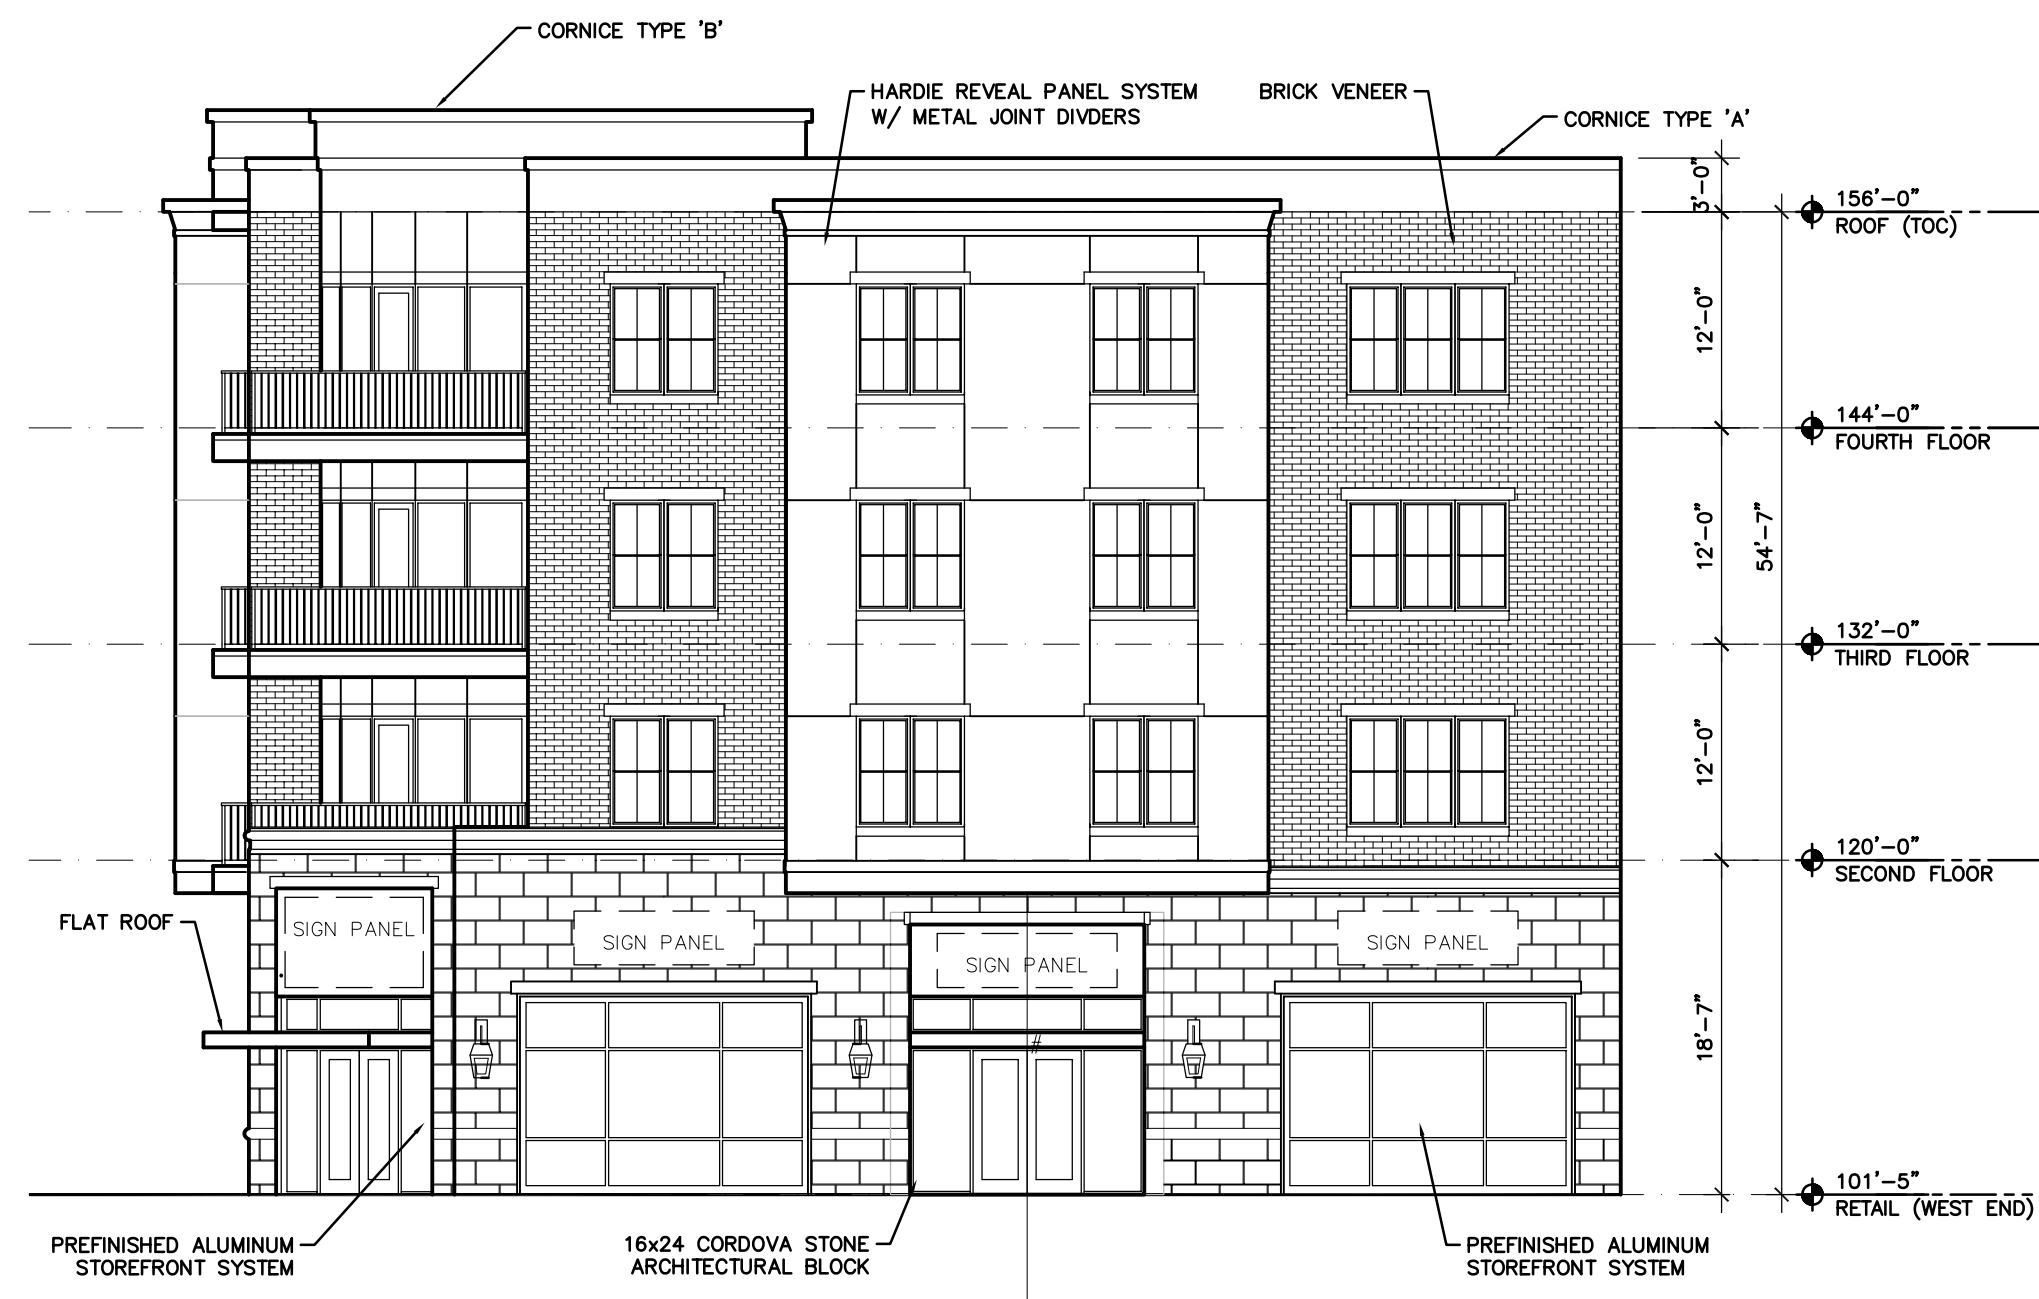 CORNICE TYPE 'B'
HARDIE REVEAL PANEL SYSTEM
W/ METAL JOINT DIVDERS
BRICK VENEER
CORNICE TYPE 'A'
3'-0"
156'-0"
ROOF (TOC)
12'-0"
144'-0"
FOURTH FLOOR
12'-0"
54'-7"
132'-0"
THIRD FLOOR
12'-0"
120'-0"
SECOND FLOOR
FLAT ROOF
SIGN PANEL
SIGN PANEL
SIGN PANEL
SIGN PANEL
18'-7"
#
101'-5"
RETAIL (WEST END)
PREFINISHED ALUMINUM
STOREFRONT SYSTEM
16x24 CORDOVA STONE
ARCHITECTURAL BLOCK
PREFINISHED ALUMINUM
STOREFRONT SYSTEM